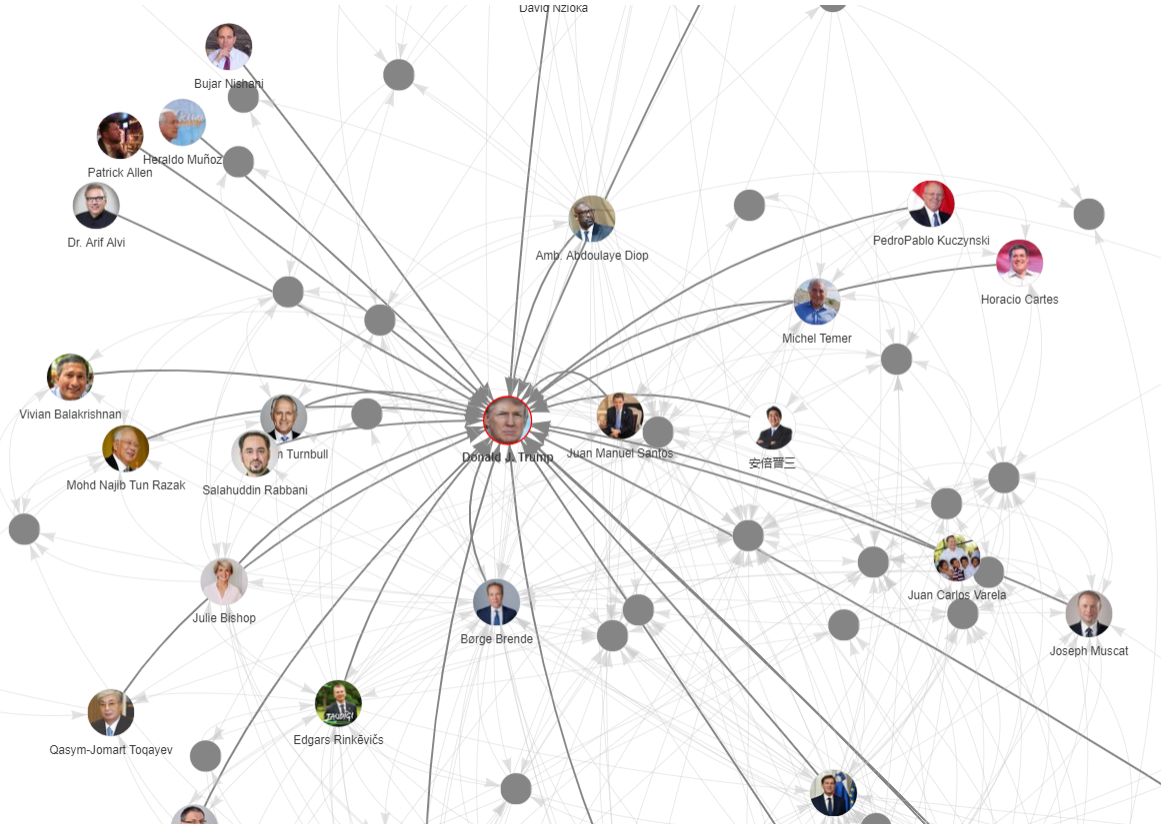 David Nzioka
Bujar Nishani
Patrick Allen
Heraldo Muñoz
Dr. Arif Alvi
Amb. Abdoulaye Diop
PedroPablo Kuczynski
Horacio Cartes
Michel Temer
Vivian Balakrishnan
n Turnbull
Mohd Najib Tun Razak
Salahuddin Rabbani
Donald J. Trump
Juan Manuel Santos
安倍晋三
Julie Bishop
Børge Brende
Juan Carlos Varela
Joseph Muscat
Qasym-Jomart Toqayev
Edgars Rinkēvičs